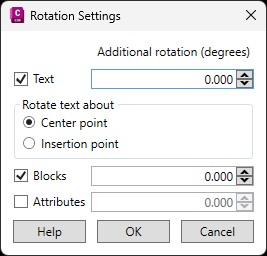 Rotation Settings
Additional rotation (degrees)
Text 0.000
Rotate text about
Center point
Insertion point
Blocks 0.000
Attributes 0.000
Help OK Cancel